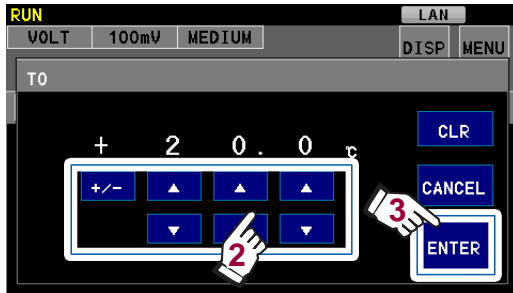 RUN LAN
VOLT 100mV MEDIUM DISP MENU
T0
CLR
+ 2 0 . 0 ℃
+/- ▲ ▲ ▲ CANCEL
3
▼ ▼ ENTER
2